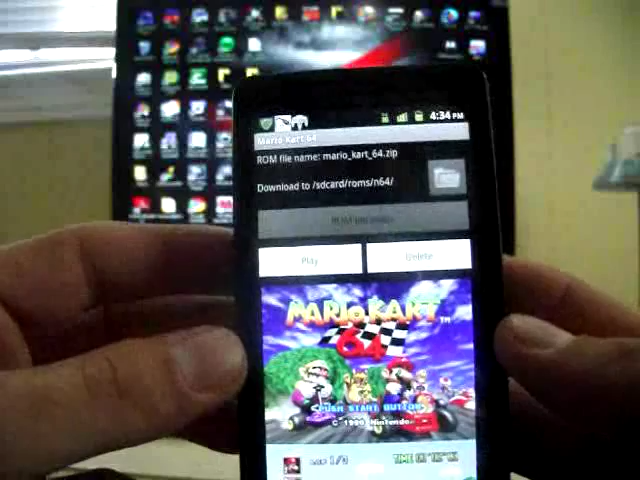 4:34 PM
Mario Kart 64
ROM file name: mario_kart_64.zip
Download to /sdcard/roms/n64/
Play
Delete
MARIO KART TM
64
PUSH START BUTTON
Nintendo